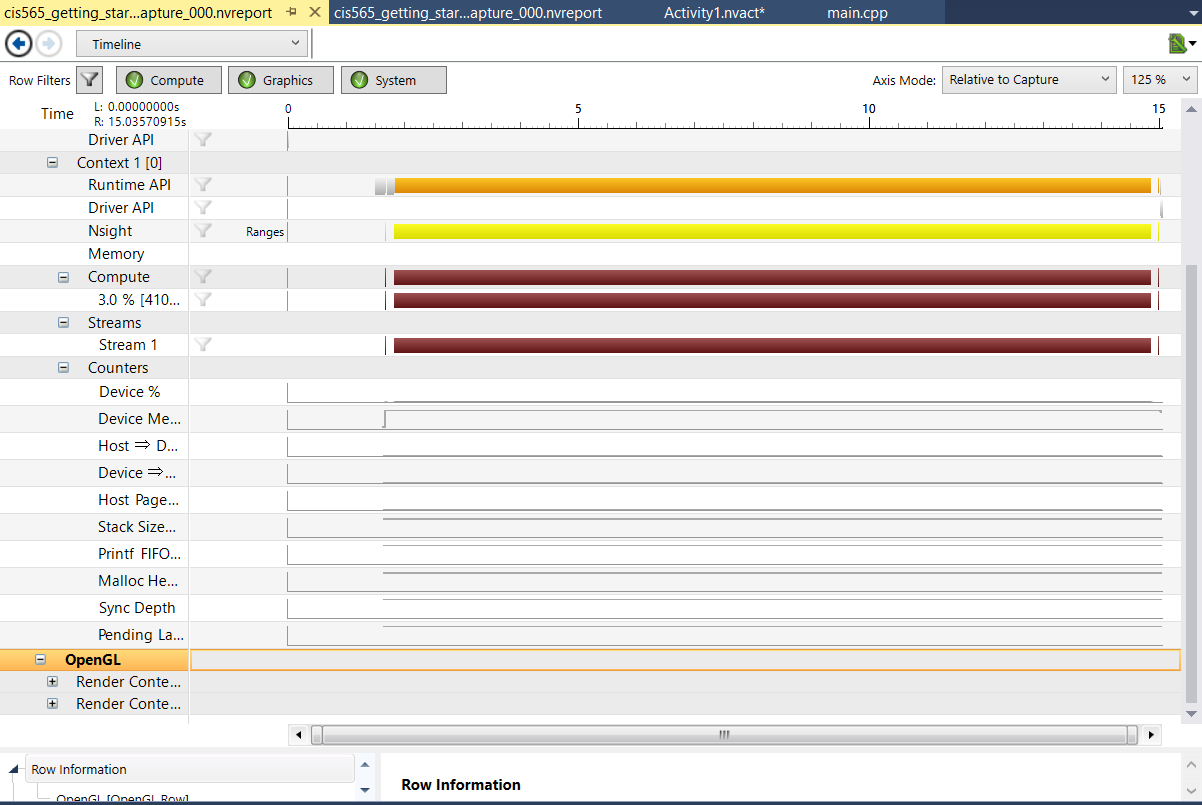 cis565_getting_star...apture_000.nvreport cis565_getting_star...apture_000.nvreport Activity1.nvact* main.cpp
Timeline
Row Filters Compute Graphics System Axis Mode: Relative to Capture 125 %
Time L: 0.00000000s
R: 15.03570915s
0 5 10 15
Driver API
Context 1 [0]
Runtime API
Driver API
Nsight Ranges
Memory
Compute
3.0 % [410...
Streams
Stream 1
Counters
Device %
Device Me...
Host ⇒ D...
Device ⇒...
Host Page...
Stack Size...
Printf FIFO...
Malloc He...
Sync Depth
Pending La...
OpenGL
Render Conte...
Render Conte...
Row Information Row Information
OpenGL [OpenGL Row]